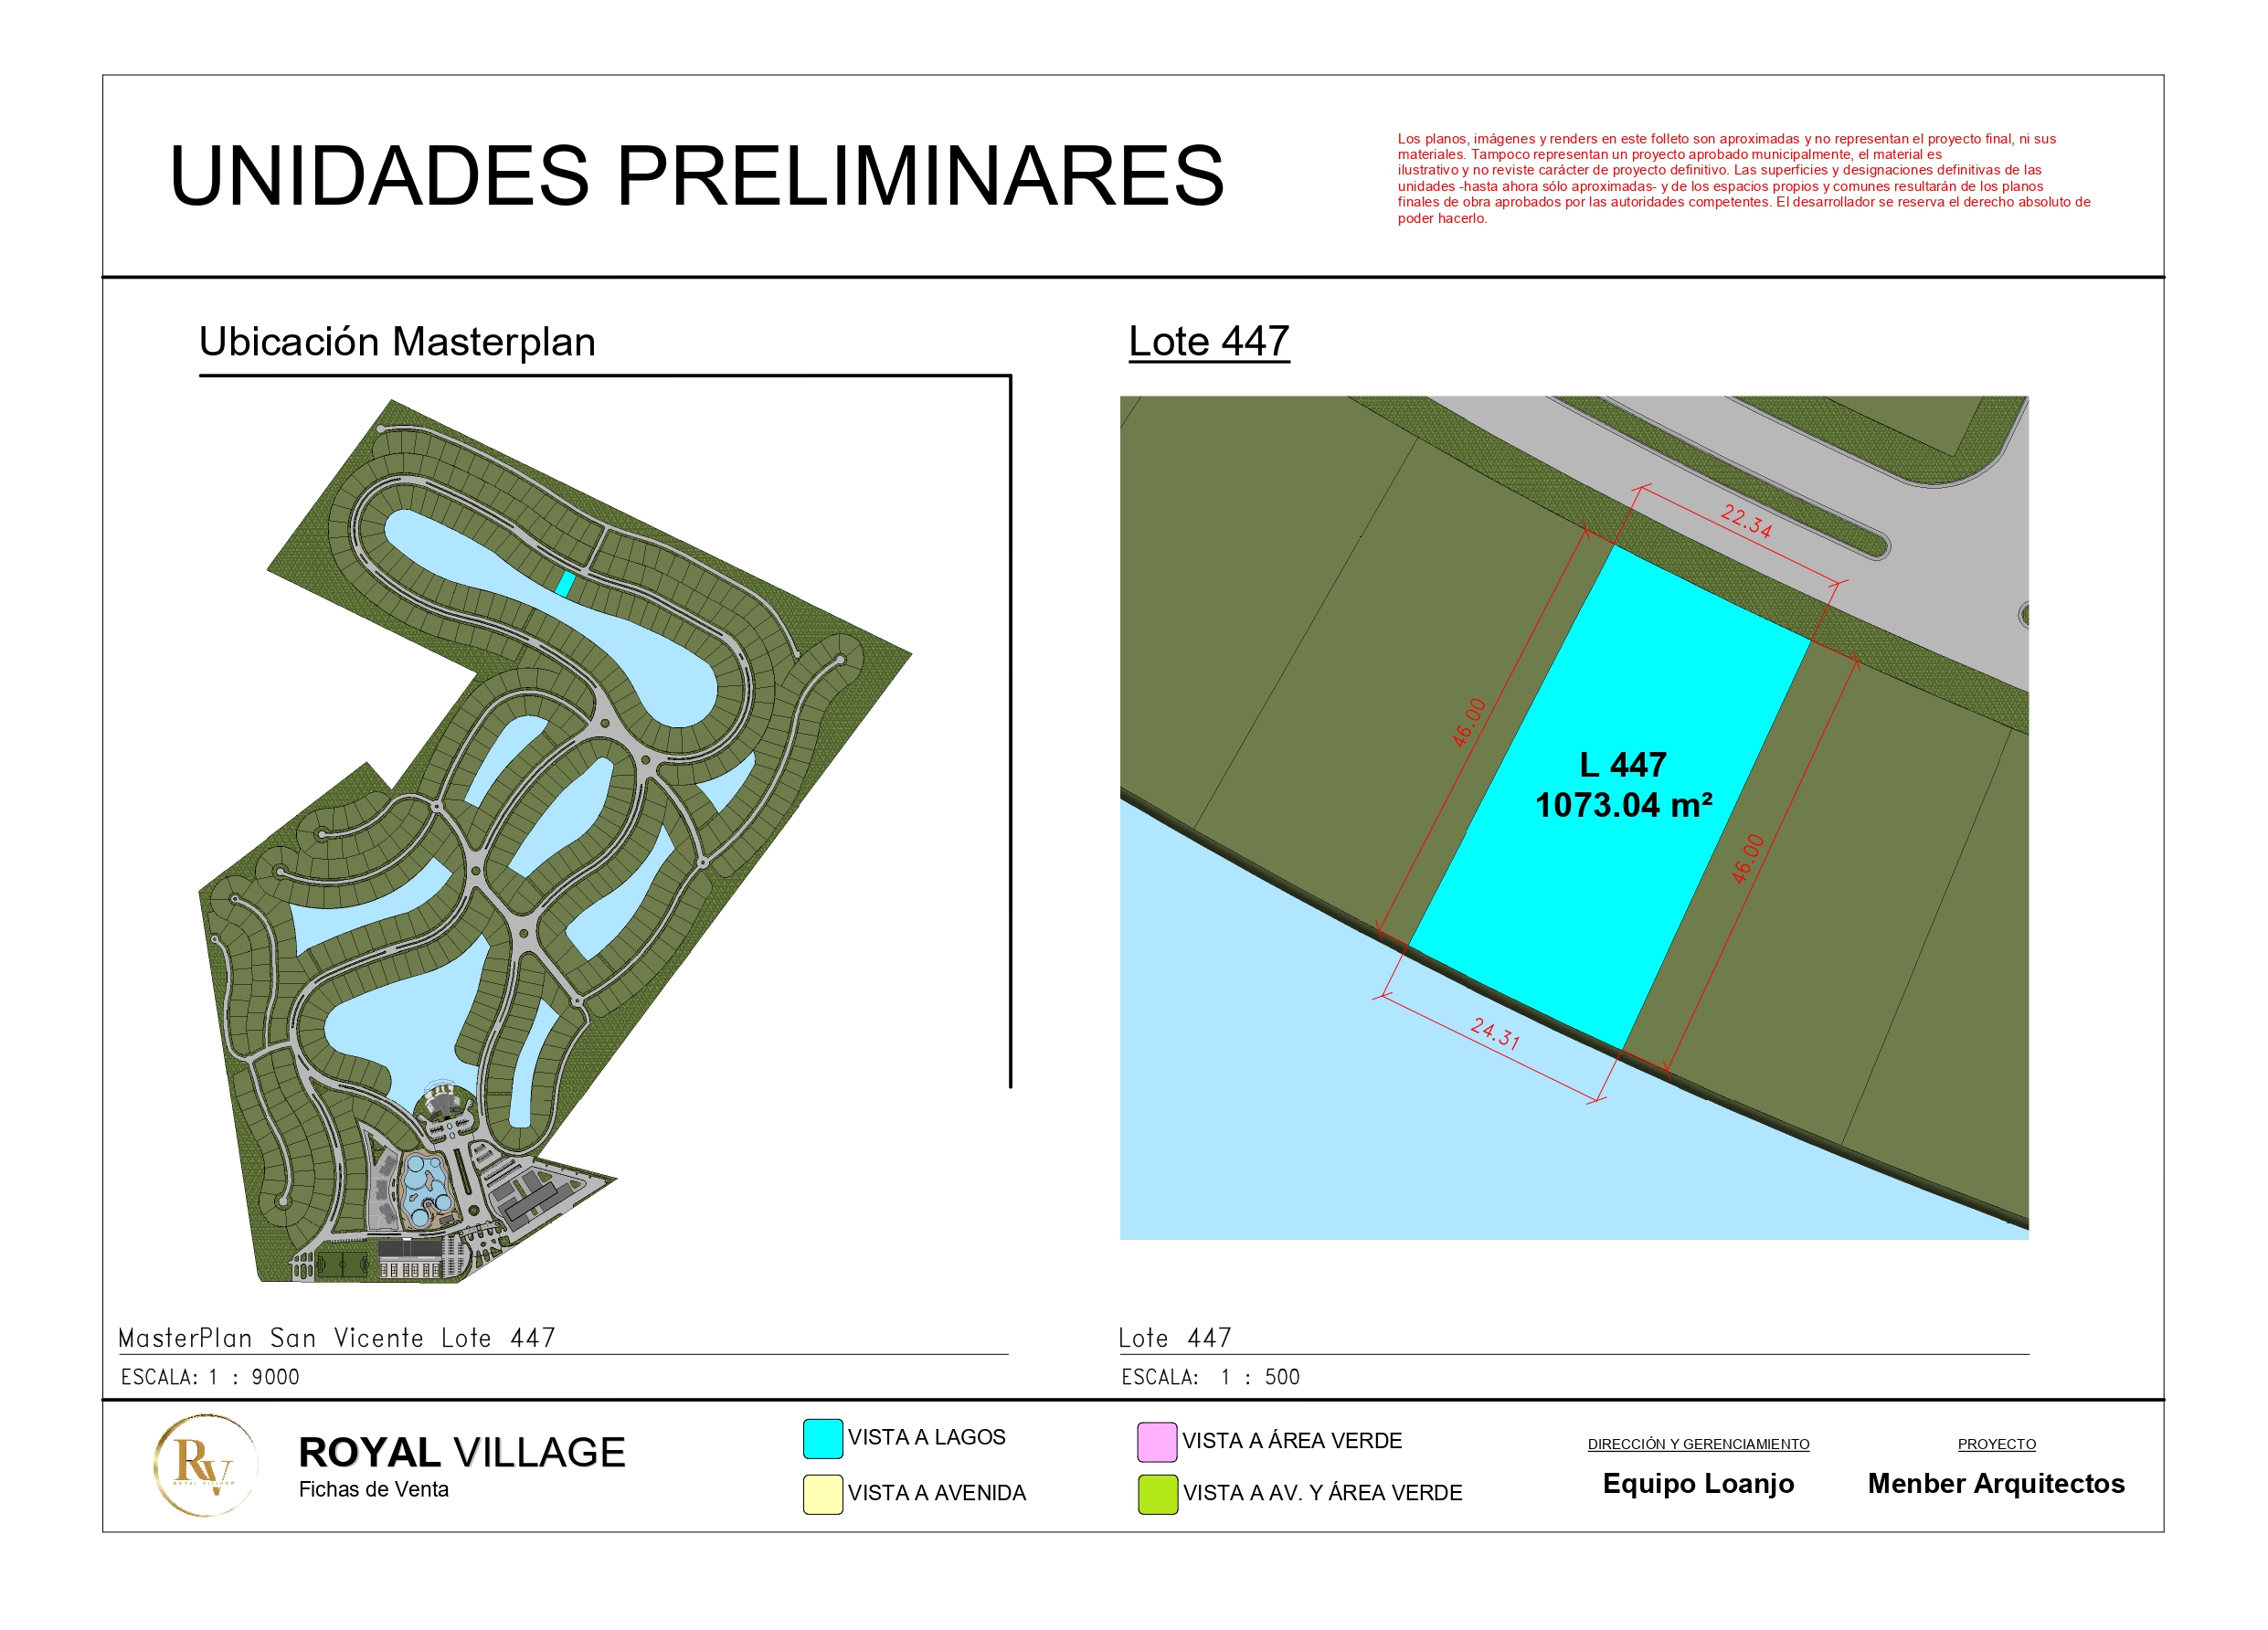 UNIDADES PRELIMINARES
Los planos, imágenes y renders en este folleto son aproximadas y no representan el proyecto final, ni sus
materiales. Tampoco representan un proyecto aprobado municipalmente, el material es
ilustrativo y no reviste carácter de proyecto definitivo. Las superficies y designaciones definitivas de las
unidades -hasta ahora sólo aproximadas- y de los espacios propios y comunes resultarán de los planos
finales de obra aprobados por las autoridades competentes. El desarrollador se reserva el derecho absoluto de
poder hacerlo.
Ubicación Masterplan
Lote 447
22.34
46.00
L 447
1073.04 m²
46.00
24.31
MasterPlan San Vicente Lote 447
ESCALA: 1 : 9000
Lote 447
ESCALA: 1 : 500
RV
ROYAL VILLAGE
ROYAL VILLAGE
Fichas de Venta
VISTA A LAGOS
VISTA A AVENIDA
VISTA A ÁREA VERDE
VISTA A AV. Y ÁREA VERDE
DIRECCIÓN Y GERENCIAMIENTO
Equipo Loanjo
PROYECTO
Menber Arquitectos